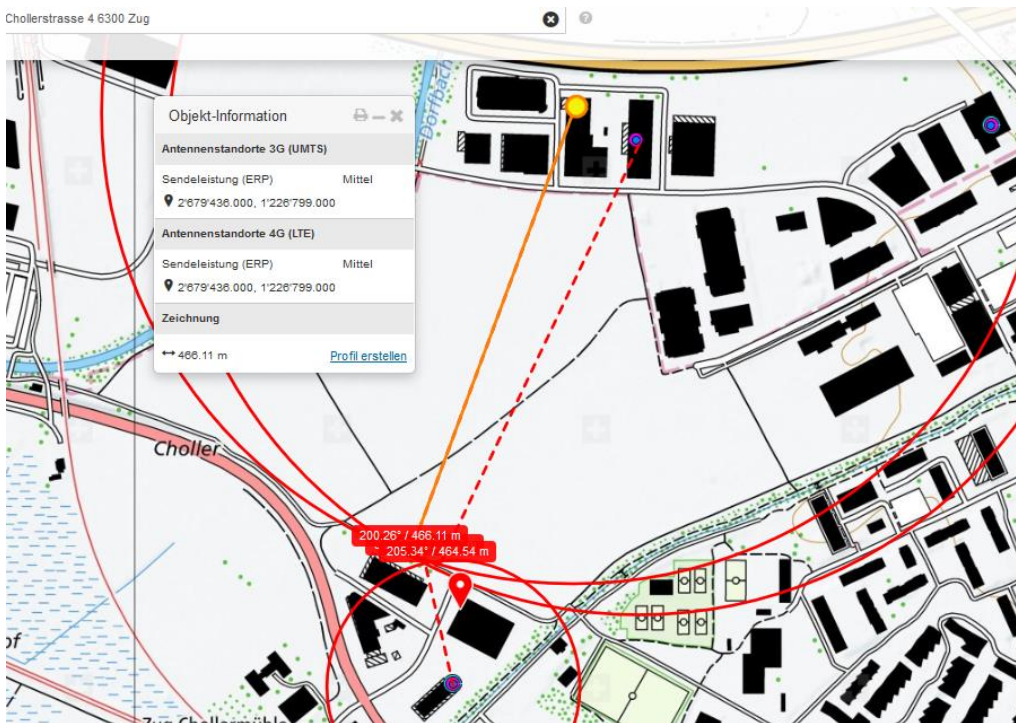 Chollerstrasse 4 6300 Zug
Dorfbach
Objekt-Information
Antennenstandorte 3G (UMTS)
Sendeleistung (ERP) Mittel
2'679'436.000, 1'226'799.000
Antennenstandorte 4G (LTE)
Sendeleistung (ERP) Mittel
2'679'436.000, 1'226'799.000
Zeichnung
466.11 m Profil erstellen
Choller
200.26° / 466.11 m
205.34° / 464.54 m
Zug Chollermühle